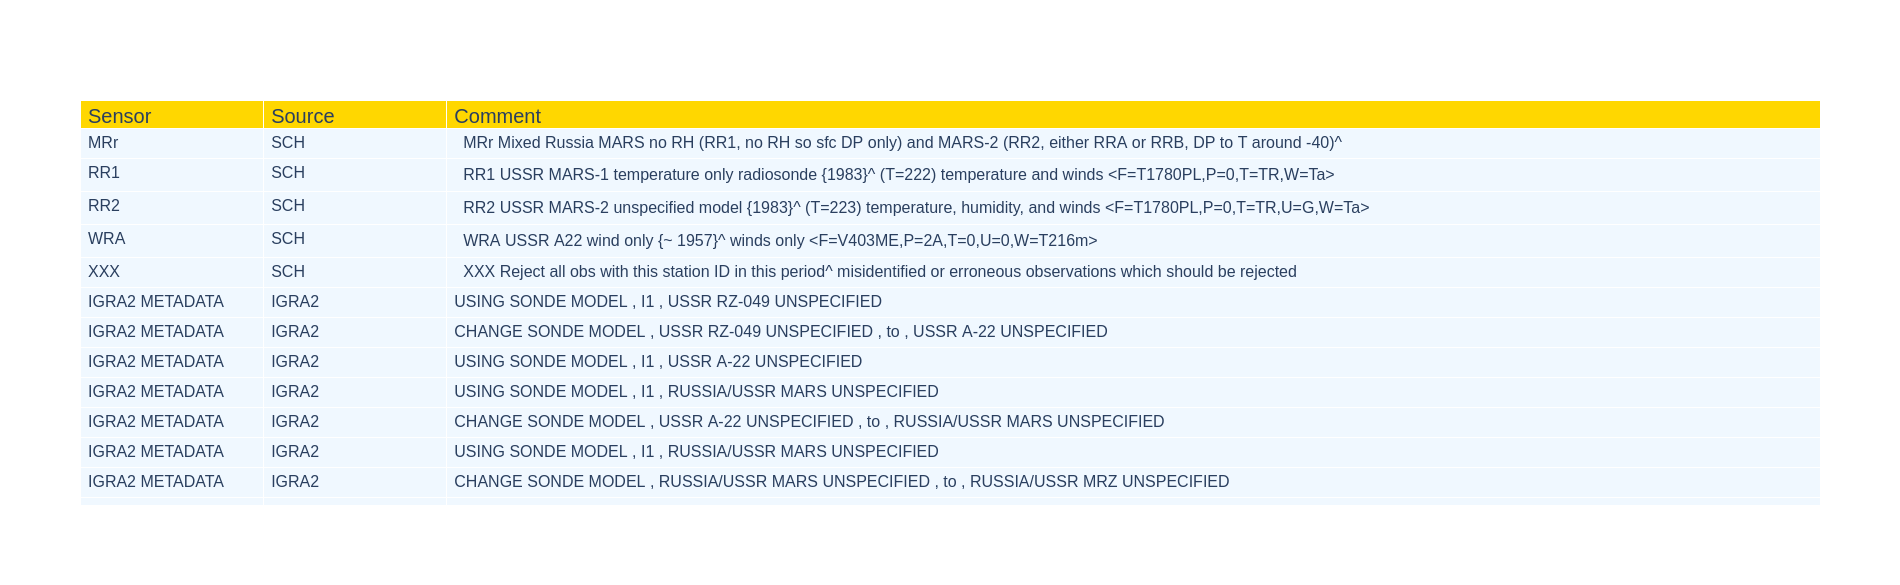 Sensor Source Comment
MRr SCH MRr Mixed Russia MARS no RH (RR1, no RH so sfc DP only) and MARS-2 (RR2, either RRA or RRB, DP to T around -40)^
RR1 SCH RR1 USSR MARS-1 temperature only radiosonde {1983}^ (T=222) temperature and winds <F=T1780PL,P=0,T=TR,W=Ta>
RR2 SCH RR2 USSR MARS-2 unspecified model {1983}^ (T=223) temperature, humidity, and winds <F=T1780PL,P=0,T=TR,U=G,W=Ta>
WRA SCH WRA USSR A22 wind only {~ 1957}^ winds only <F=V403ME,P=2A,T=0,U=0,W=T216m>
XXX SCH XXX Reject all obs with this station ID in this period^ misidentified or erroneous observations which should be rejected
IGRA2 METADATA IGRA2 USING SONDE MODEL , I1 , USSR RZ-049 UNSPECIFIED
IGRA2 METADATA IGRA2 CHANGE SONDE MODEL , USSR RZ-049 UNSPECIFIED , to , USSR A-22 UNSPECIFIED
IGRA2 METADATA IGRA2 USING SONDE MODEL , I1 , USSR A-22 UNSPECIFIED
IGRA2 METADATA IGRA2 USING SONDE MODEL , I1 , RUSSIA/USSR MARS UNSPECIFIED
IGRA2 METADATA IGRA2 CHANGE SONDE MODEL , USSR A-22 UNSPECIFIED , to , RUSSIA/USSR MARS UNSPECIFIED
IGRA2 METADATA IGRA2 USING SONDE MODEL , I1 , RUSSIA/USSR MARS UNSPECIFIED
IGRA2 METADATA IGRA2 CHANGE SONDE MODEL , RUSSIA/USSR MARS UNSPECIFIED , to , RUSSIA/USSR MRZ UNSPECIFIED